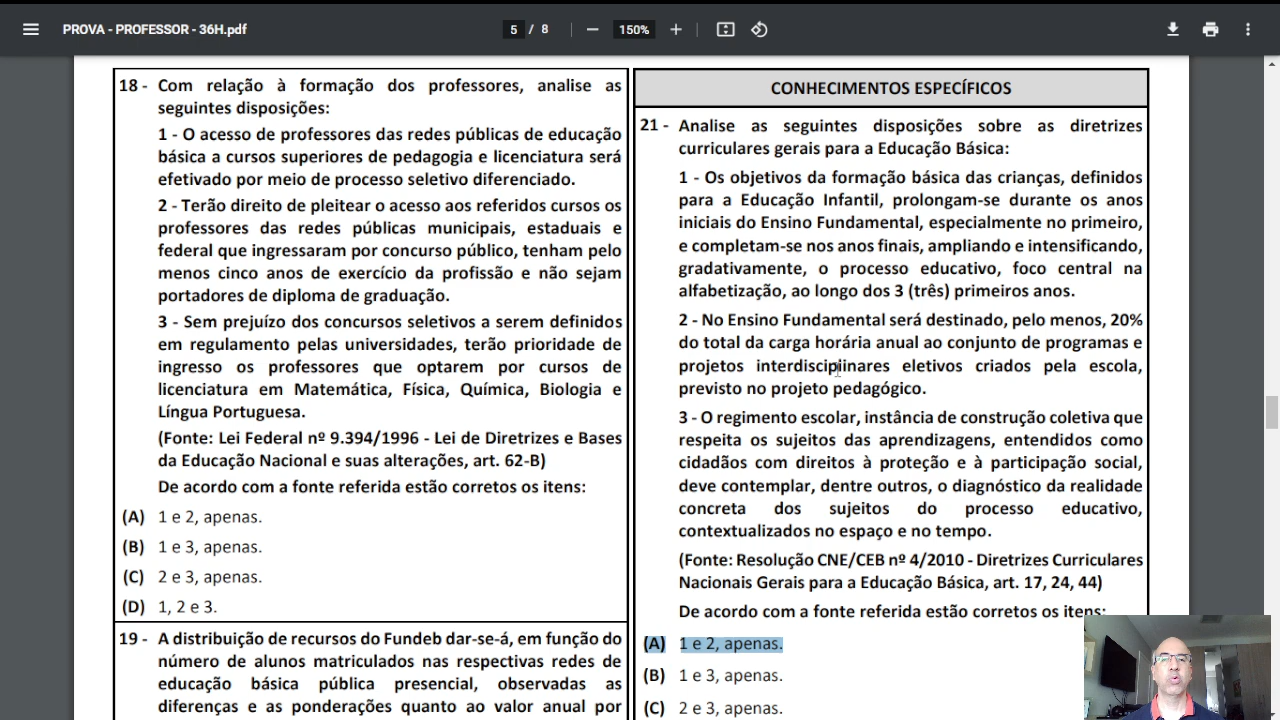 PROVA - PROFESSOR - 36H.pdf
5 / 8
150%
18 - Com relação à formação dos professores, analise as
seguintes disposições:
1 - O acesso de professores das redes públicas de educação
básica a cursos superiores de pedagogia e licenciatura será
efetivado por meio de processo seletivo diferenciado.
2 - Terão direito de pleitear o acesso aos referidos cursos os
professores das redes públicas municipais, estaduais e
federal que ingressaram por concurso público, tenham pelo
menos cinco anos de exercício da profissão e não sejam
portadores de diploma de graduação.
3 - Sem prejuízo dos concursos seletivos a serem definidos
em regulamento pelas universidades, terão prioridade de
ingresso os professores que optarem por cursos de
licenciatura em Matemática, Física, Química, Biologia e
Língua Portuguesa.
(Fonte: Lei Federal nº 9.394/1996 - Lei de Diretrizes e Bases
da Educação Nacional e suas alterações, art. 62-B)
De acordo com a fonte referida estão corretos os itens:
(A) 1 e 2, apenas.
(B) 1 e 3, apenas.
(C) 2 e 3, apenas.
(D) 1, 2 e 3.
19 - A distribuição de recursos do Fundeb dar-se-á, em função do
número de alunos matriculados nas respectivas redes de
educação básica pública presencial, observadas as
diferenças e as ponderações quanto ao valor anual por
CONHECIMENTOS ESPECÍFICOS
21 - Analise as seguintes disposições sobre as diretrizes
curriculares gerais para a Educação Básica:
1 - Os objetivos da formação básica das crianças, definidos
para a Educação Infantil, prolongam-se durante os anos
iniciais do Ensino Fundamental, especialmente no primeiro,
e completam-se nos anos finais, ampliando e intensificando,
gradativamente, o processo educativo, foco central na
alfabetização, ao longo dos 3 (três) primeiros anos.
2 - No Ensino Fundamental será destinado, pelo menos, 20%
do total da carga horária anual ao conjunto de programas e
projetos interdisciplinares eletivos criados pela escola,
previsto no projeto pedagógico.
3 - O regimento escolar, instância de construção coletiva que
respeita os sujeitos das aprendizagens, entendidos como
cidadãos com direitos à proteção e à participação social,
deve contemplar, dentre outros, o diagnóstico da realidade
concreta dos sujeitos do processo educativo,
contextualizados no espaço e no tempo.
(Fonte: Resolução CNE/CEB nº 4/2010 - Diretrizes Curriculares
Nacionais Gerais para a Educação Básica, art. 17, 24, 44)
De acordo com a fonte referida estão corretos os itens:
(A) 1 e 2, apenas.
(B) 1 e 3, apenas.
(C) 2 e 3, apenas.